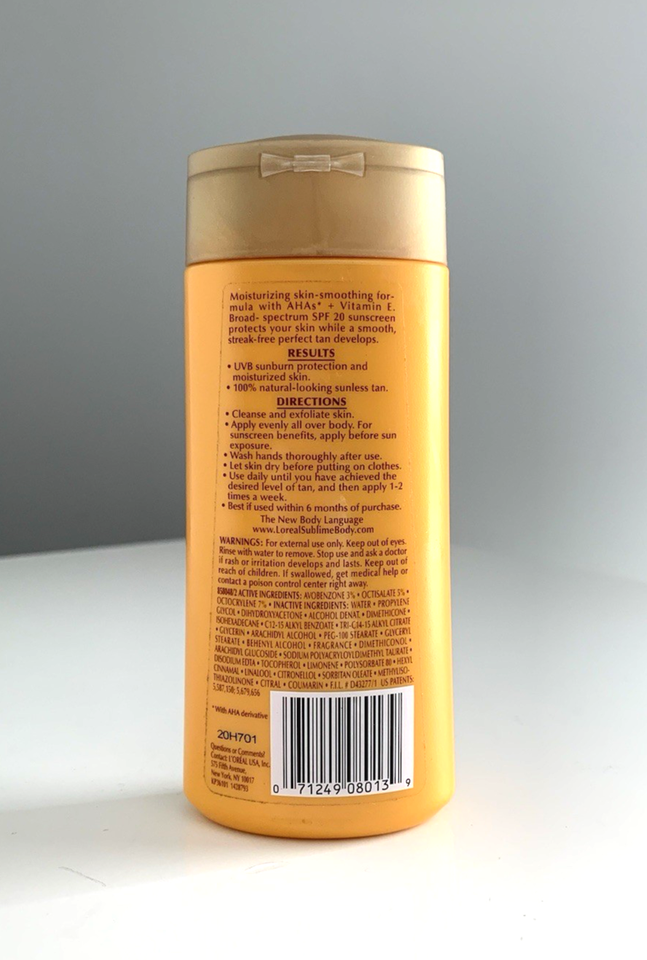 Moisturizing skin-smoothing for-
mula with AHAs* + Vitamin E.
Broad- spectrum SPF 20 sunscreen
protects your skin while a smooth,
streak-free perfect tan develops.
RESULTS
• UVB sunburn protection and
moisturized skin.
• 100% natural-looking sunless tan.
DIRECTIONS
• Cleanse and exfoliate skin.
• Apply evenly all over body. For
sunscreen benefits, apply before sun
exposure.
• Wash hands thoroughly after use.
• Let skin dry before putting on clothes.
• Use daily until you have achieved the
desired level of tan, and then apply 1-2
times a week.
• Best if used within 6 months of purchase.
The New Body Language
www.LorealSublimeBody.com
WARNINGS: For external use only. Keep out of eyes.
Rinse with water to remove. Stop use and ask a doctor
if rash or irritation develops and lasts. Keep out of
reach of children. If swallowed, get medical help or
contact a poison control center right away.
ACTIVE INGREDIENTS: AVOBENZONE 3% • OCTISALATE 5% •
OCTOCRYLENE 7% • INACTIVE INGREDIENTS: WATER • PROPYLENE
GLYCOL • DIHYDROXYACETONE • ALCOHOL DENAT. • DIMETHICONE •
ISOHEXADECANE • C12-15 ALKYL BENZOATE • TRI-C14-15 ALKYL CITRATE
• GLYCERIN • ARACHIDYL ALCOHOL • PEG-100 STEARATE • GLYCERYL
STEARATE • BEHENYL ALCOHOL • FRAGRANCE • DIMETHICONOL •
ARACHIDYL GLUCOSIDE • SODIUM POLYACRYLOYLDIMETHYL TAURATE •
DISODIUM EDTA • TOCOPHEROL • LIMONENE • POLYSORBATE 80 • HEXYL
CINNAMAL • LINALOOL • CITRONELLOL • SORBITAN OLEATE • METHYLISO-
THIAZOLINONE • CITRAL • COUMARIN • F.I.L. # D43277/1 US PATENTS:
5,587,150; 5,679,656
*With AHA derivative
20H701
Questions or Comments?
Contact: L'ORÉAL USA, Inc.
575 Fifth Avenue,
New York, NY 10017
0 71249 08013 9